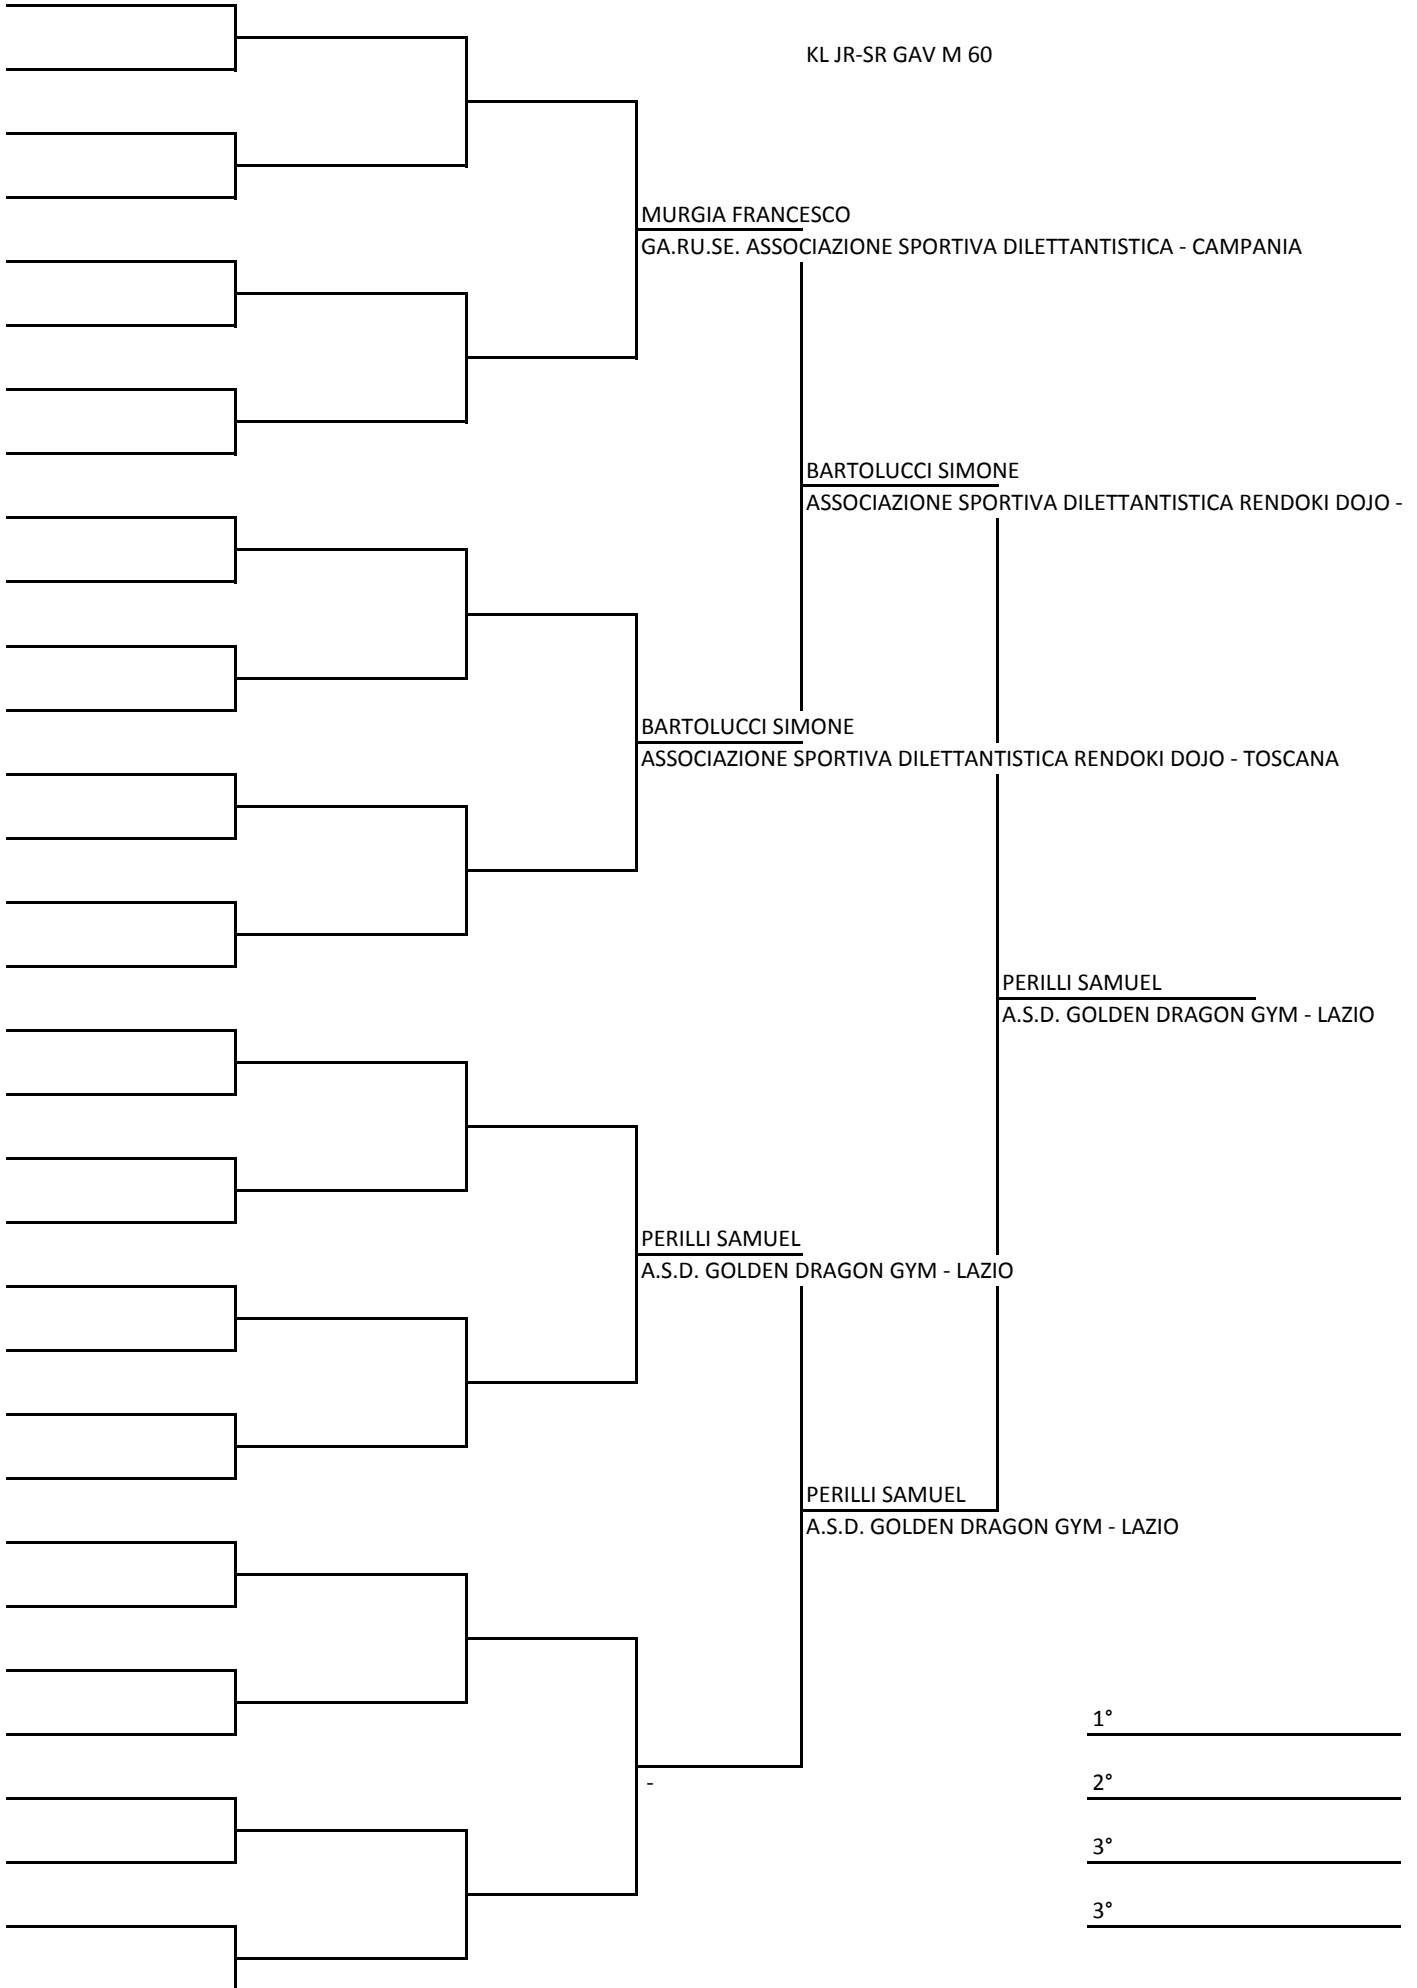 KL JR-SR GAV M 60
MURGIA FRANCESCO
GA.RU.SE. ASSOCIAZIONE SPORTIVA DILETTANTISTICA - CAMPANIA
BARTOLUCCI SIMONE
ASSOCIAZIONE SPORTIVA DILETTANTISTICA RENDOKI DOJO -
BARTOLUCCI SIMONE
ASSOCIAZIONE SPORTIVA DILETTANTISTICA RENDOKI DOJO - TOSCANA
PERILLI SAMUEL
A.S.D. GOLDEN DRAGON GYM - LAZIO
PERILLI SAMUEL
A.S.D. GOLDEN DRAGON GYM - LAZIO
PERILLI SAMUEL
A.S.D. GOLDEN DRAGON GYM - LAZIO
1°
-
2°
3°
3°